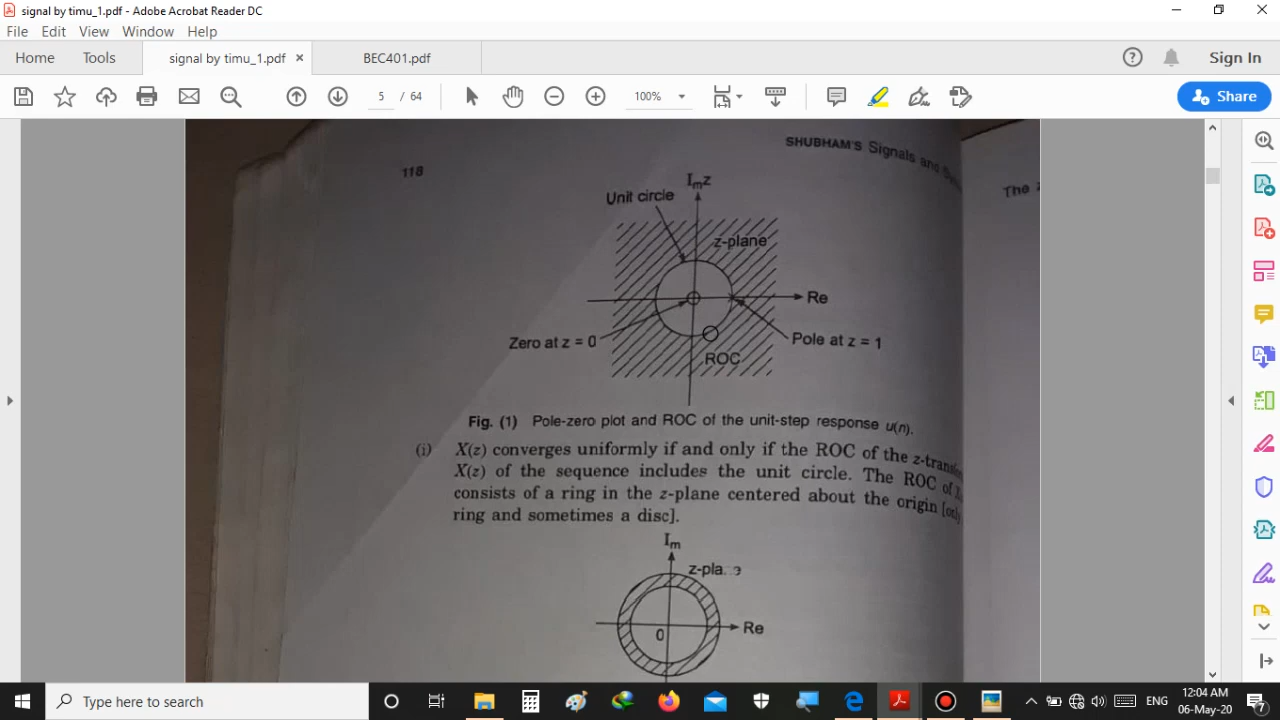 signal by timu_1.pdf - Adobe Acrobat Reader DC
File Edit View Window Help
Home Tools signal by timu_1.pdf × BEC401.pdf Sign In
5 / 64 100% Share
118
SHUBHAM'S Signals and
The
ImZ
Unit circle
z-plane
Re
Zero at z = 0
Pole at z = 1
ROC
Fig. (1) Pole-zero plot and ROC of the unit-step response u(n).
(i) X(z) converges uniformly if and only if the ROC of the
X(z) of the sequence includes the unit circle. The ROC of
consists of a ring in the z-plane centered about the origin [only
ring and sometimes a disc].
Im
Re
0
Type here to search
ENG
12:04 AM
06-May-20
7